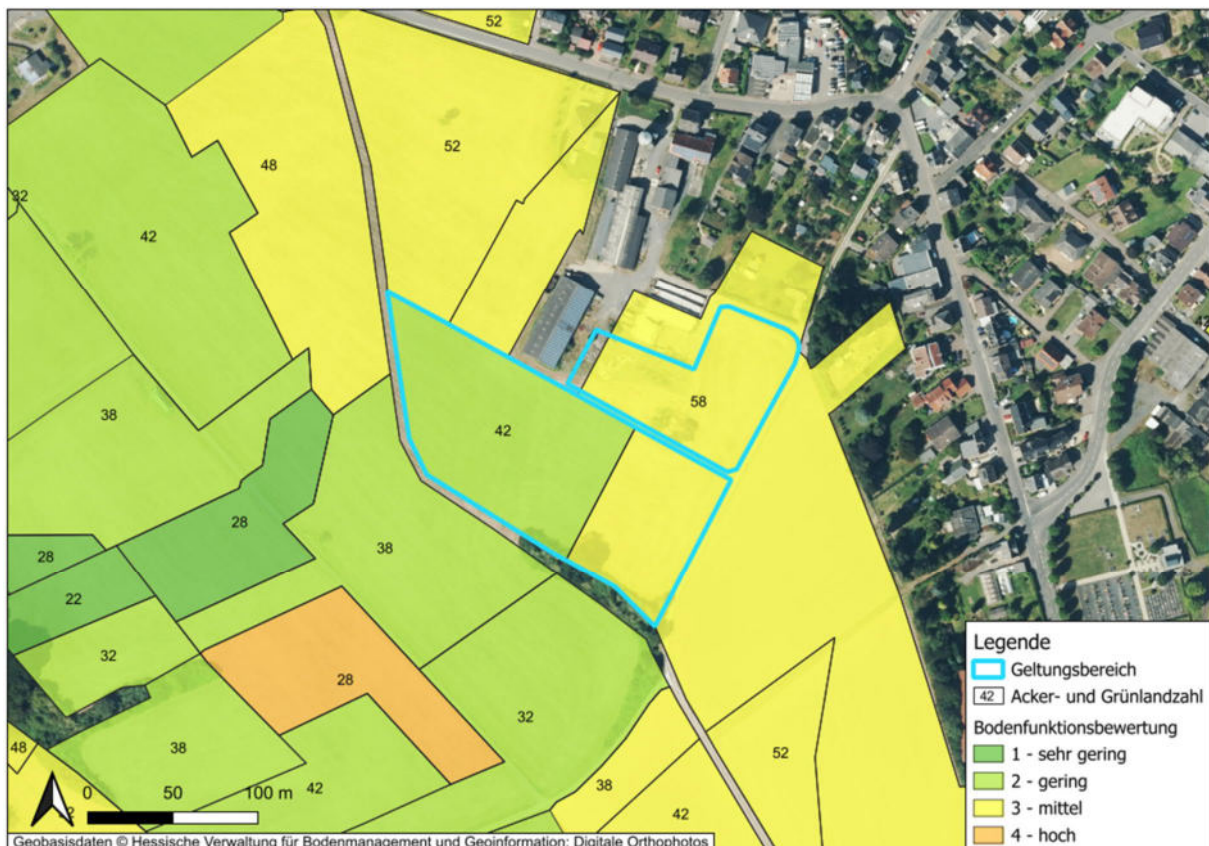 52
52
48
32
42
58
38
42
28
38
28
22
32
28
32
38
48
52
38
42
42
0 50 100 m
Legende
Geltungsbereich
42 Acker- und Grünlandzahl
Bodenfunktionsbewertung
1 - sehr gering
2 - gering
3 - mittel
4 - hoch
Geobasisdaten © Hessische Verwaltung für Bodenmanagement und Geoinformation: Digitale Orthophotos